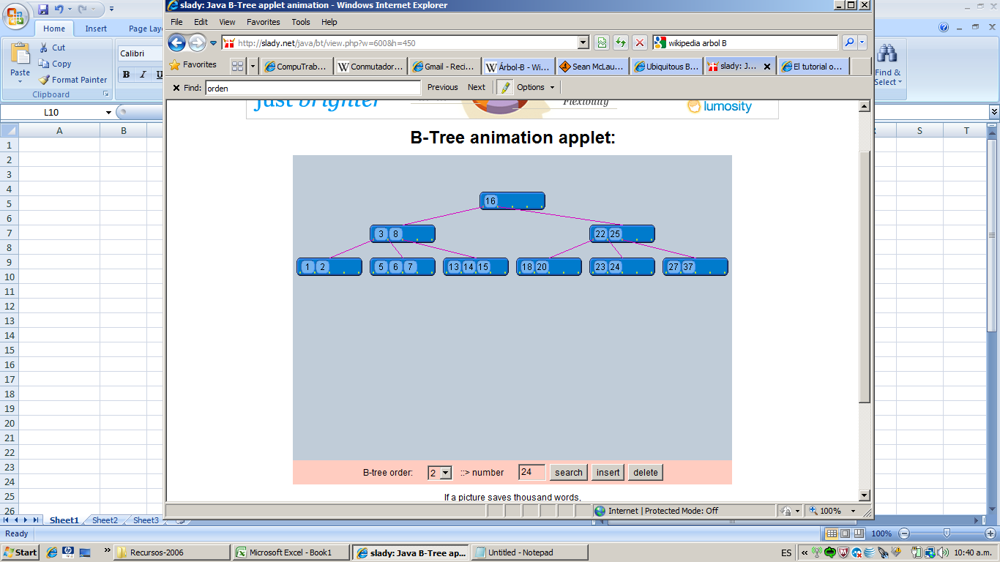 slady: Java B-Tree applet animation - Windows Internet Explorer
Home Insert Page Lay
File Edit View Favorites Tools Help
http://slady.net/java/bt/view.php?w=600&h=450
wikipedia arbol B
Cut
Copy
Format Painter
Paste
Clipboard
Calibri
B I U
Find &
Select
Favorites
CompuTrab... Conmutador... Gmail - Reci... Árbol-B - Wi... Sean McLau... Ubiquitous B... slady: J... El tutorial o...
Find: orden Previous Next Options
L10
just brighter
Flexibility
lumosity
A B S T
B-Tree animation applet:
16
3 8
22 25
1 2
5 6 7
13 14 15
18 20
23 24
27 37
B-tree order: 2 ::> number 24 search insert delete
If a picture saves thousand words,
1
2
3
4
5
6
7
8
9
10
11
12
13
14
15
16
17
18
19
20
21
22
23
24
25
26
Internet | Protected Mode: Off 100%
Sheet1 Sheet2 Sheet3
Ready 100%
Start Recursos-2006 Microsoft Excel - Book1 slady: Java B-Tree ap... Untitled - Notepad ES 10:40 a.m.